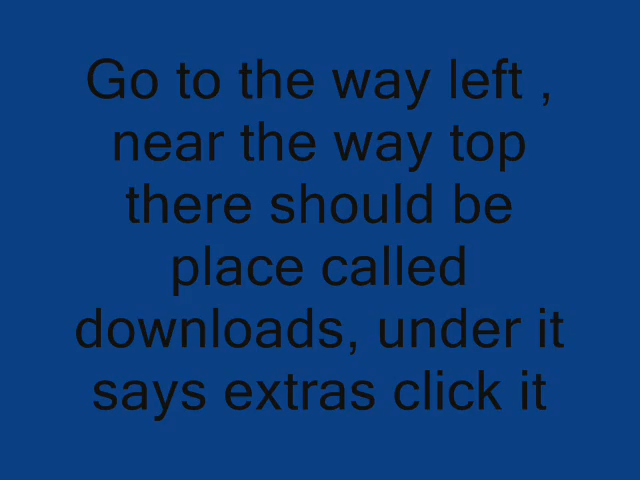 Go to the way left ,
near the way top
there should be
place called
downloads, under it
says extras click it